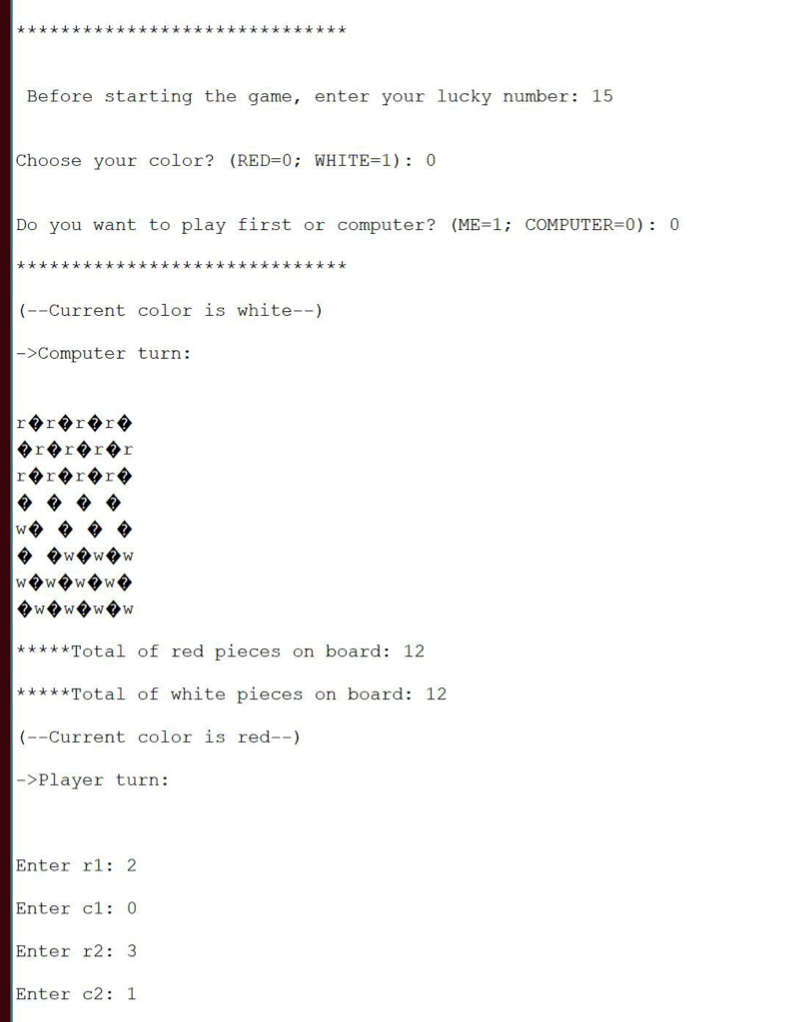 ******************************
Before starting the game, enter your lucky number: 15
Choose your color? (RED=0; WHITE=1): 0
Do you want to play first or computer? (ME=1; COMPUTER=0): 0
******************************
(--Current color is white--)
->Computer turn:
r�r�r�r�
�r�r�r�r
r�r�r�r�
� � � �
w� � � �
� �w�w�w
w�w�w�w�
�w�w�w�w
*****Total of red pieces on board: 12
*****Total of white pieces on board: 12
(--Current color is red--)
->Player turn:
Enter r1: 2
Enter c1: 0
Enter r2: 3
Enter c2: 1